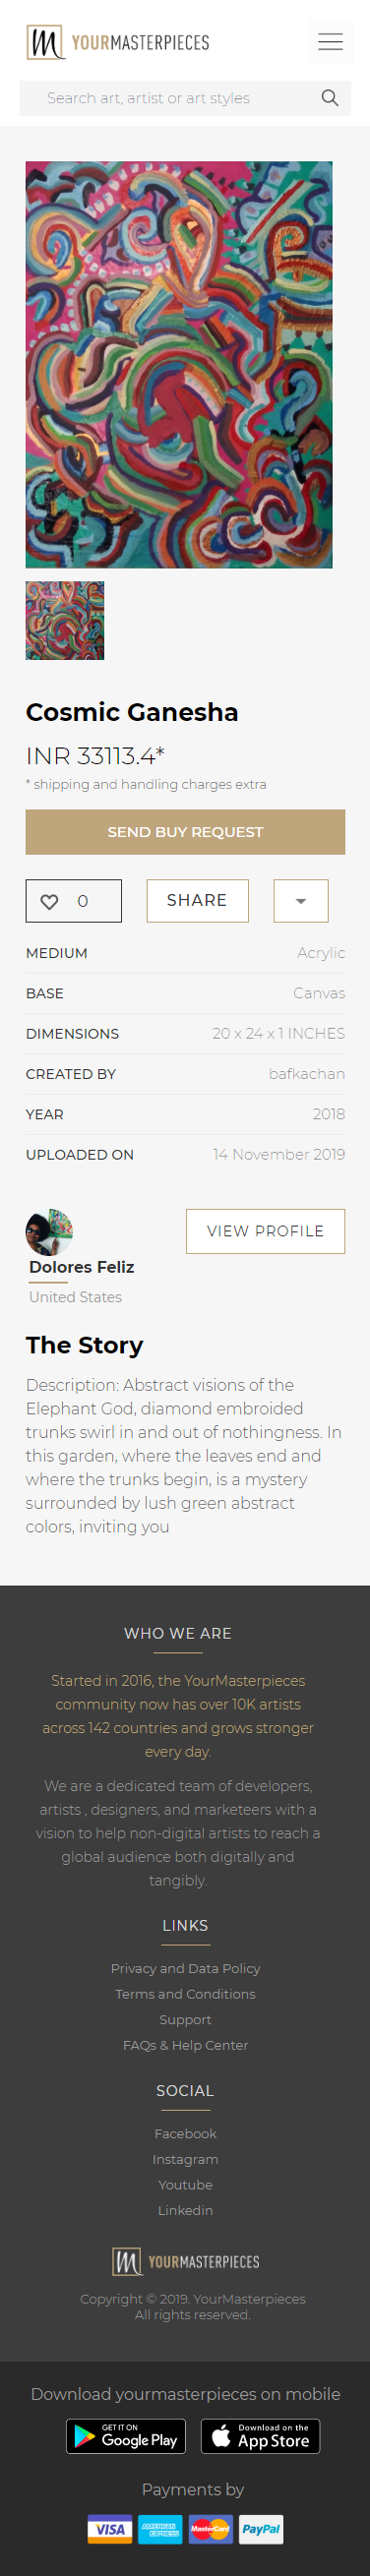 YOURMASTERPIECES
Search art, artist or art styles
Cosmic Ganesha
INR 33113.4*
* shipping and handling charges extra
SEND BUY REQUEST
0
SHARE
MEDIUM Acrylic
BASE Canvas
DIMENSIONS 20 x 24 x 1 INCHES
CREATED BY bafkachan
YEAR 2018
UPLOADED ON 14 November 2019
VIEW PROFILE
Dolores Feliz
United States
The Story
Description: Abstract visions of the
Elephant God, diamond embroided
trunks swirl in and out of nothingness. In
this garden, where the leaves end and
where the trunks begin, is a mystery
surrounded by lush green abstract
colors, inviting you
WHO WE ARE
Started in 2016, the YourMasterpieces
community now has over 10K artists
across 142 countries and grows stronger
every day.
We are a dedicated team of developers,
artists , designers, and marketeers with a
vision to help non-digital artists to reach a
global audience both digitally and
tangibly.
LINKS
Privacy and Data Policy
Terms and Conditions
Support
FAQs & Help Center
SOCIAL
Facebook
Instagram
Youtube
Linkedin
YOURMASTERPIECES
Copyright © 2019. YourMasterpieces
All rights reserved.
Download yourmasterpieces on mobile
GET IT ON
Google Play
Download on the
App Store
Payments by
VISA
AMERICAN
EXPRESS
MasterCard
PayPal